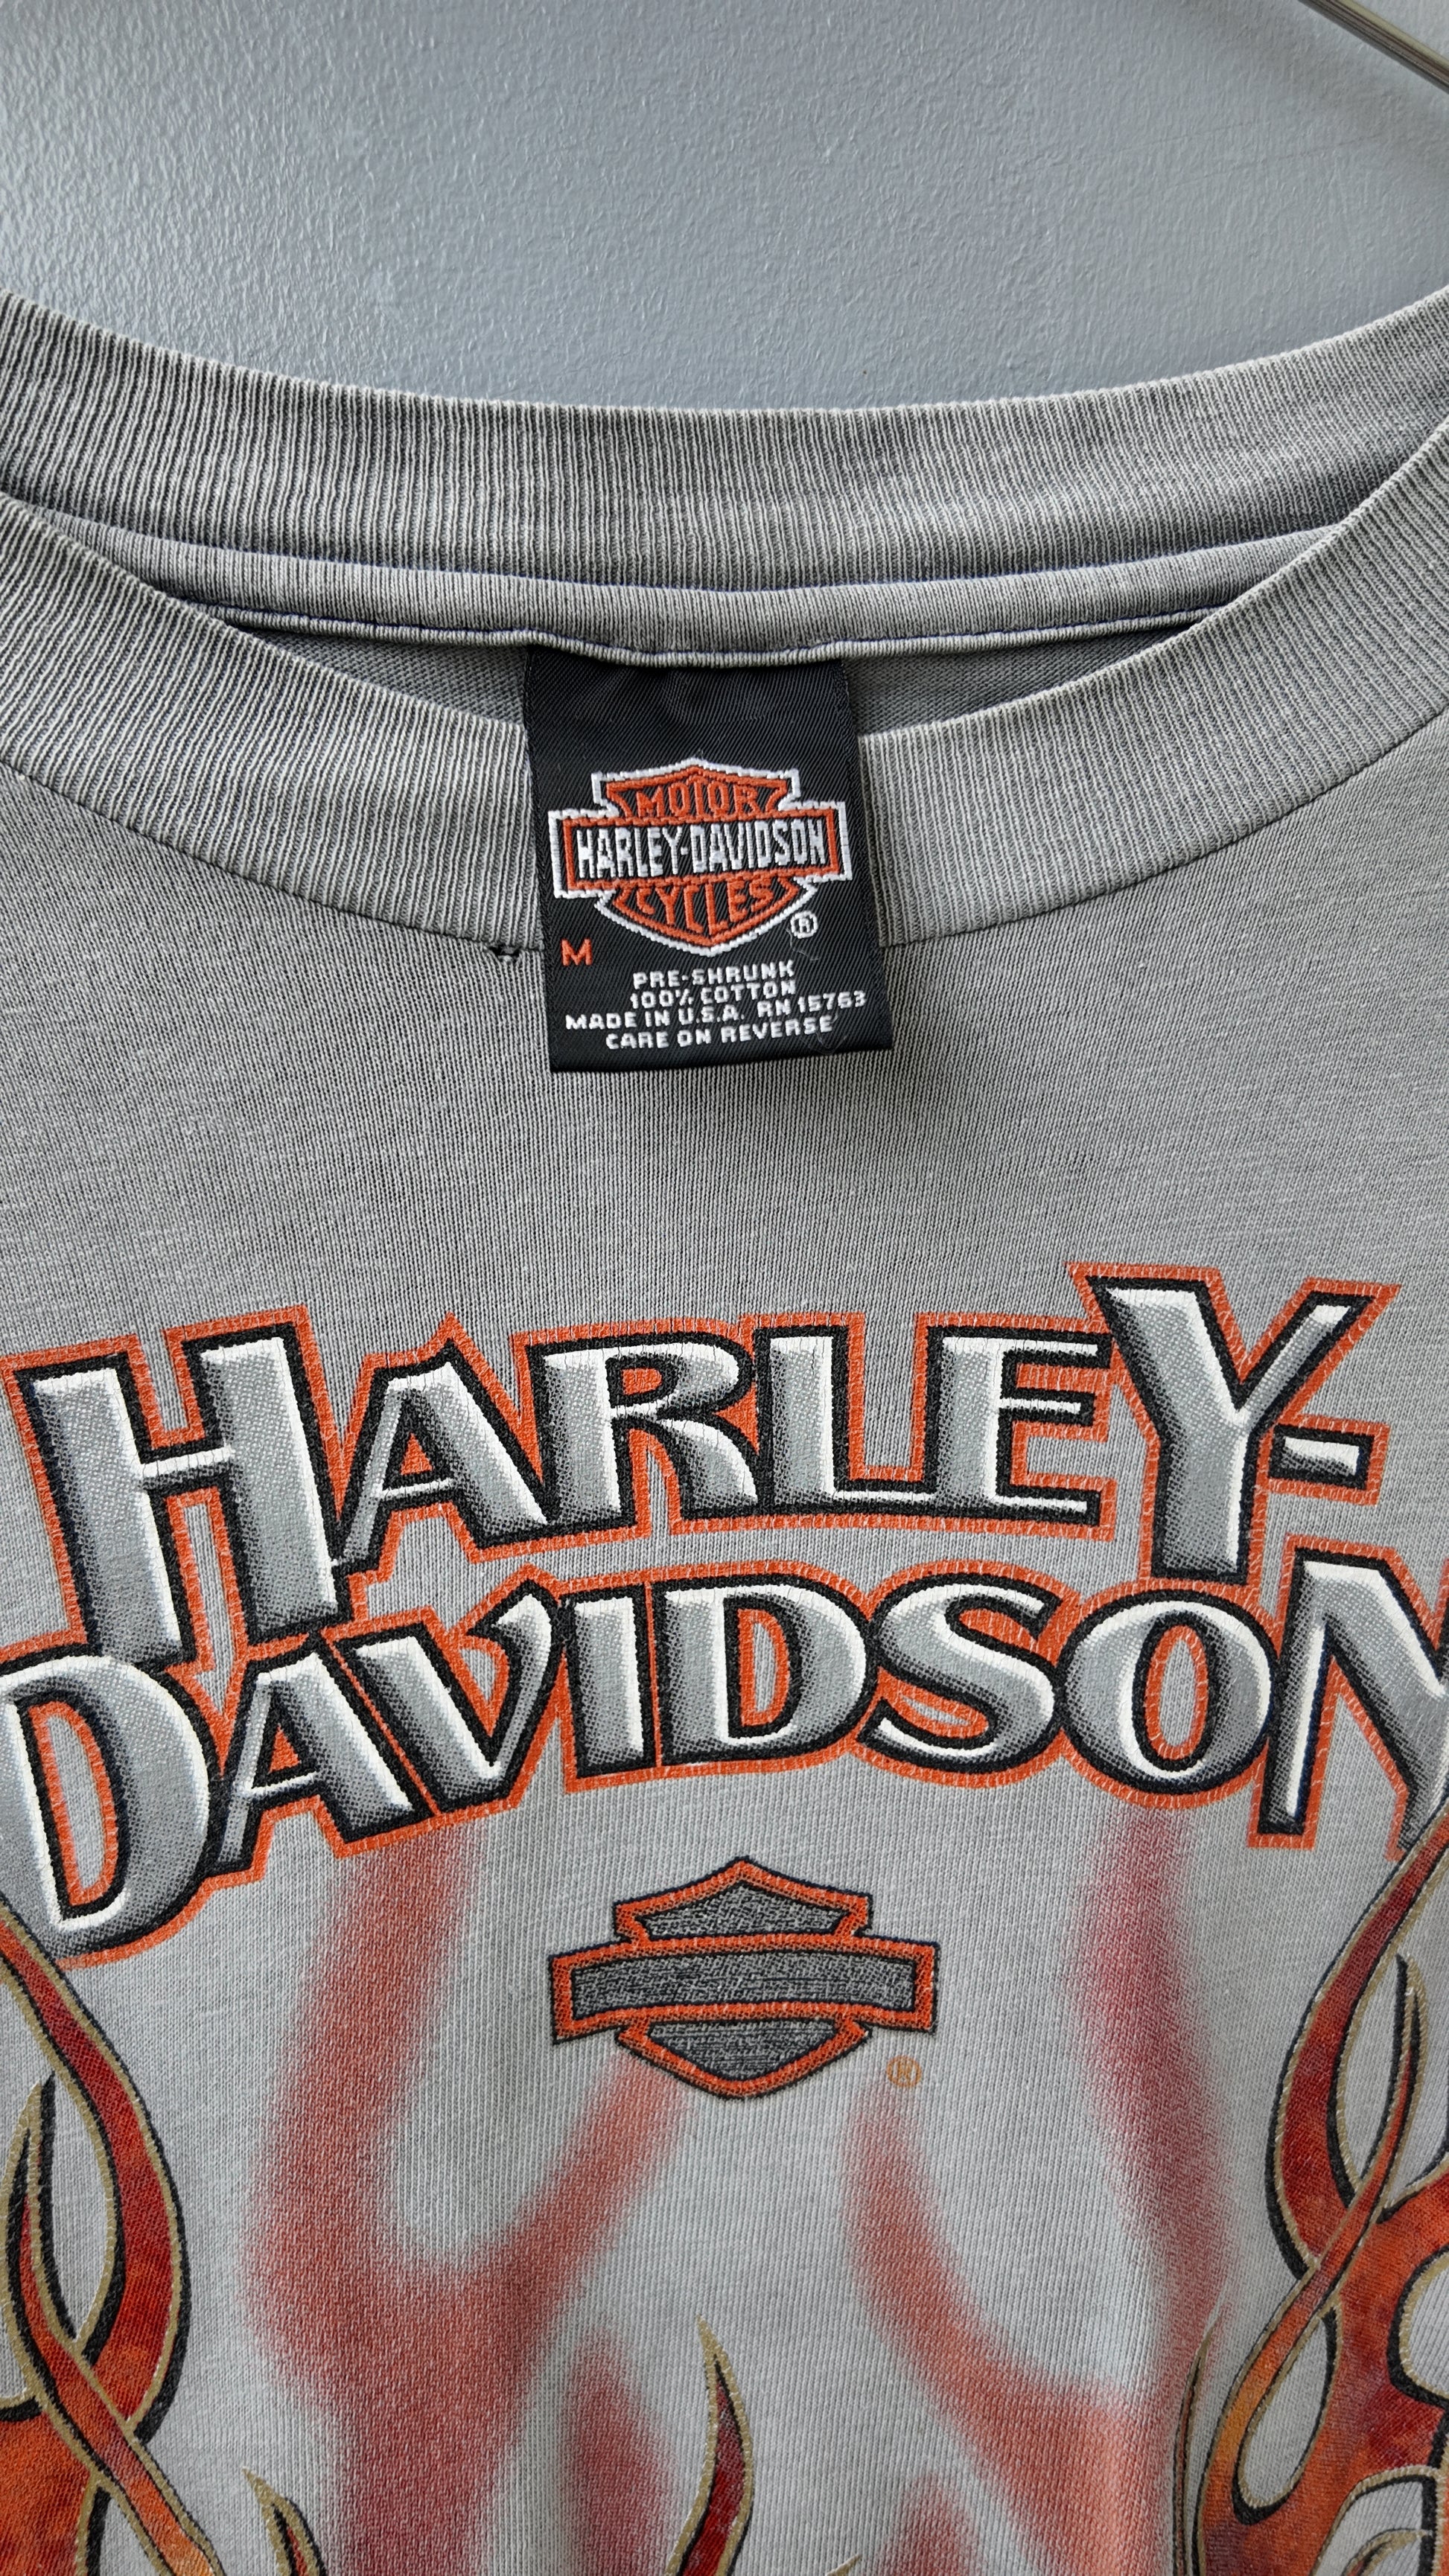 MOTOR
HARLEY-DAVIDSON
CYCLES
®
M
PRE-SHRUNK
100% COTTON
MADE IN U.S.A. RN 15763
CARE ON REVERSE
HARLEY-
DAVIDSON
®